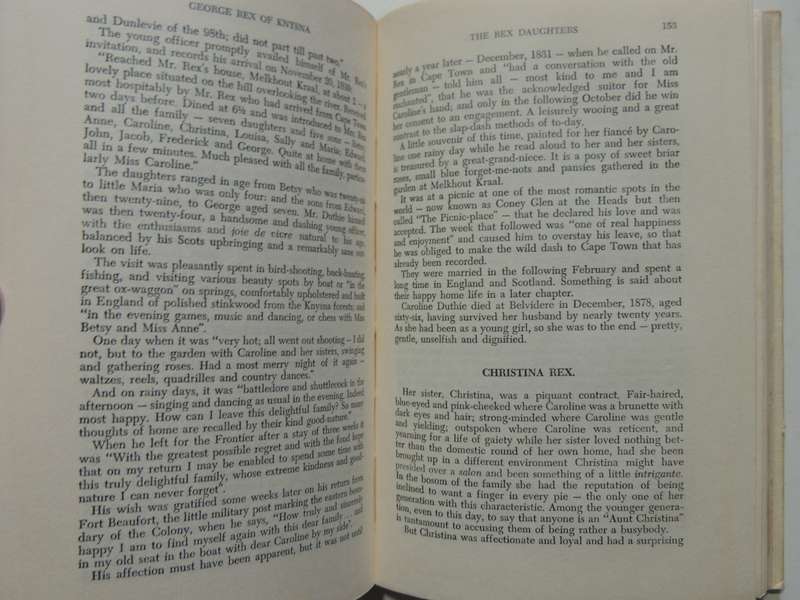 GEORGE REX OF KNYSNA
and Dunlevie of the 98th; did not part till past two."
The young officer promptly availed himself of Mr. Rex's
invitation, and records his arrival on November 20, 1830.
"Reached Mr. Rex's house, Melkhout Kraal, at about 1 — a
lovely place situated on the hill overlooking the river. Received
most hospitably by Mr. Rex who had arrived from Cape Town
two days before. Dined at 6½ and was introduced to Mrs. Rex
and all the family — seven daughters and five sons — Betsy,
Anne, Caroline, Christina, Louisa, Sally and Maria; Edward,
John, Jacob, Frederick and George. Quite at home with them
all in a few minutes. Much pleased with all the family, particu-
larly Miss Caroline."
The daughters ranged in age from Betsy who was twenty-six
to little Maria who was only four: and the sons from Edward,
then twenty-nine, to George aged seven. Mr. Duthie himself
was then twenty-four, a handsome and dashing young officer,
with the enthusiasms and joie de vivre natural to his age,
balanced by his Scots upbringing and a remarkably sane out-
look on life.
The visit was pleasantly spent in bird-shooting, buck-hunting,
fishing, and visiting various beauty spots by boat or "in the
great ox-waggon" on springs, comfortably upholstered and built
in England of polished stinkwood from the Knysna forests; and
"in the evening games, music and dancing, or chess with Miss
Betsy and Miss Anne".
One day when it was "very hot; all went out shooting — I did
not, but to the garden with Caroline and her sisters, swinging
and gathering roses. Had a most merry night of it again —
waltzes, reels, quadrilles and country dances."
And on rainy days, it was "battledore and shuttlecock in the
afternoon — singing and dancing as usual in the evening. Indeed
most happy. How can I leave this delightful family? So many
thoughts of home are recalled by their kind good-nature."
When he left for the Frontier after a stay of three weeks it
was "With the greatest possible regret and with the fond hope
that on my return I may be enabled to spend some time with
this truly delightful family, whose extreme kindness and good-
nature I can never forget".
His wish was gratified some weeks later on his return from
Fort Beaufort, the little military post marking the eastern boun-
dary of the Colony, when he says, "How truly and sincerely
happy I am to find myself again with this dear family ... and
in my old seat in the boat with dear Caroline by my side".
His affection must have been apparent, but it was not until
THE REX DAUGHTERS 155
nearly a year later — December, 1831 — when he called on Mr.
Rex in Cape Town and "had a conversation with the old
gentleman — told him all — most kind to me and I am
enchanted", that he was the acknowledged suitor for Miss
Caroline's hand; and only in the following October did he win
her consent to an engagement. A leisurely wooing and a great
contrast to the slap-dash methods of to-day.
A little souvenir of this time, painted for her fiancé by Caro-
line one rainy day while he read aloud to her and her sisters,
is treasured by a great-grand-niece. It is a posy of sweet briar
roses, small blue forget-me-nots and pansies gathered in the
garden at Melkhout Kraal.
It was at a picnic at one of the most romantic spots in the
world — now known as Coney Glen at the Heads but then
called "The Picnic-place" — that he declared his love and was
accepted. The week that followed was "one of real happiness
and enjoyment" and caused him to overstay his leave, so that
he was obliged to make the wild dash to Cape Town that has
already been recorded.
They were married in the following February and spent a
long time in England and Scotland. Something is said about
their happy home life in a later chapter.
Caroline Duthie died at Belvidere in December, 1878, aged
sixty-six, having survived her husband by nearly twenty years.
As she had been as a young girl, so she was to the end — pretty,
gentle, unselfish and dignified.
CHRISTINA REX.
Her sister, Christina, was a piquant contrast. Fair-haired,
blue-eyed and pink-cheeked where Caroline was a brunette with
dark eyes and hair; strong-minded where Caroline was gentle
and yielding; outspoken where Caroline was reticent, and
yearning for a life of gaiety while her sister loved nothing bet-
ter than the domestic round of her own home, had she been
brought up in a different environment Christina might have
presided over a salon and been something of a little intrigante.
In the bosom of the family she had the reputation of being
inclined to want a finger in every pie — the only one of her
generation with this characteristic. Among the younger genera-
tion, even to this day, to say that anyone is an "Aunt Christina"
is tantamount to accusing them of being rather a busybody.
But Christina was affectionate and loyal and had a surprising